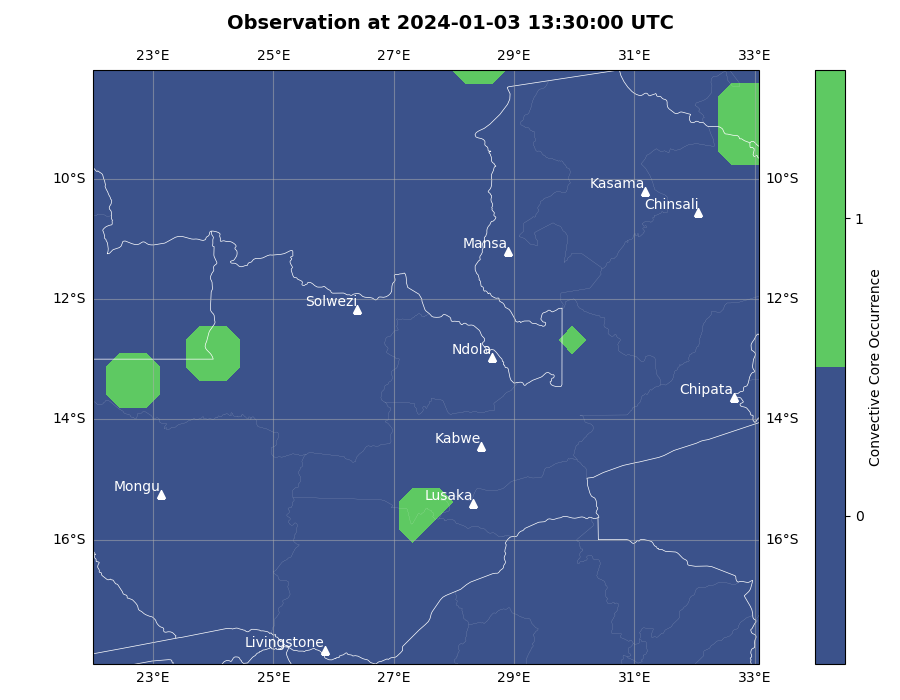 Observation at 2024-01-03 13:30:00 UTC
23°E 25°E 27°E 29°E 31°E 33°E
10°S 10°S
12°S 12°S
14°S 14°S
16°S 16°S
Kasama
Chinsali
Mansa
Solwezi
Ndola
Chipata
Kabwe
Mongu
Lusaka
Livingstone
23°E 25°E 27°E 29°E 31°E 33°E
1
0
Convective Core Occurrence